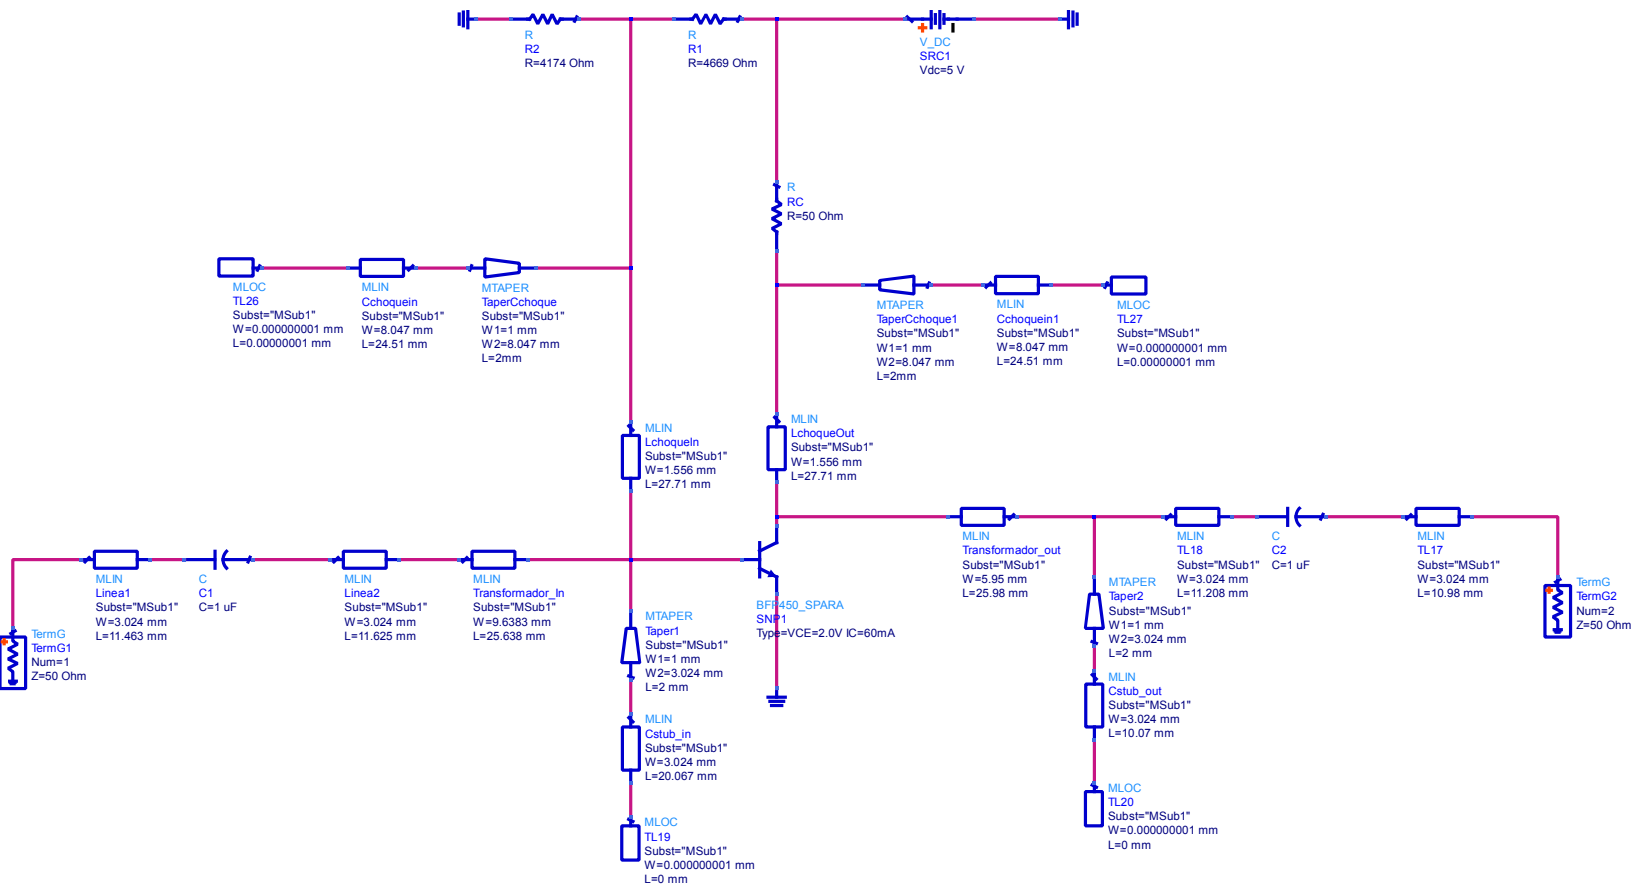 R
R2
R=4174 Ohm
R
R1
R=4669 Ohm
V_DC
SRC1
Vdc=5 V
R
RC
R=50 Ohm
MLOC
TL26
Subst="MSub1"
W=0.000000001 mm
L=0.00000001 mm
MLIN
Cchoquein
Subst="MSub1"
W=8.047 mm
L=24.51 mm
MTAPER
TaperCchoque
Subst="MSub1"
W1=1 mm
W2=8.047 mm
L=2mm
MTAPER
TaperCchoque1
Subst="MSub1"
W1=1 mm
W2=8.047 mm
L=2mm
MLIN
Cchoquein1
Subst="MSub1"
W=8.047 mm
L=24.51 mm
MLOC
TL27
Subst="MSub1"
W=0.000000001 mm
L=0.00000001 mm
MLIN
LchoqueIn
Subst="MSub1"
W=1.556 mm
L=27.71 mm
MLIN
LchoqueOut
Subst="MSub1"
W=1.556 mm
L=27.71 mm
TermG
TermG1
Num=1
Z=50 Ohm
MLIN
Linea1
Subst="MSub1"
W=3.024 mm
L=11.463 mm
C
C1
C=1 uF
MLIN
Linea2
Subst="MSub1"
W=3.024 mm
L=11.625 mm
MLIN
Transformador_In
Subst="MSub1"
W=9.6383 mm
L=25.638 mm
MTAPER
Taper1
Subst="MSub1"
W1=1 mm
W2=3.024 mm
L=2 mm
BFP450_SPARA
SNP1
Type=VCE=2.0V IC=60mA
MLIN
Transformador_out
Subst="MSub1"
W=5.95 mm
L=25.98 mm
MLIN
TL18
Subst="MSub1"
W=3.024 mm
L=11.208 mm
C
C2
C=1 uF
MLIN
TL17
Subst="MSub1"
W=3.024 mm
L=10.98 mm
TermG
TermG2
Num=2
Z=50 Ohm
MTAPER
Taper2
Subst="MSub1"
W1=1 mm
W2=3.024 mm
L=2 mm
MLIN
Cstub_out
Subst="MSub1"
W=3.024 mm
L=10.07 mm
MLIN
Cstub_in
Subst="MSub1"
W=3.024 mm
L=20.067 mm
MLOC
TL20
Subst="MSub1"
W=0.000000001 mm
L=0 mm
MLOC
TL19
Subst="MSub1"
W=0.000000001 mm
L=0 mm